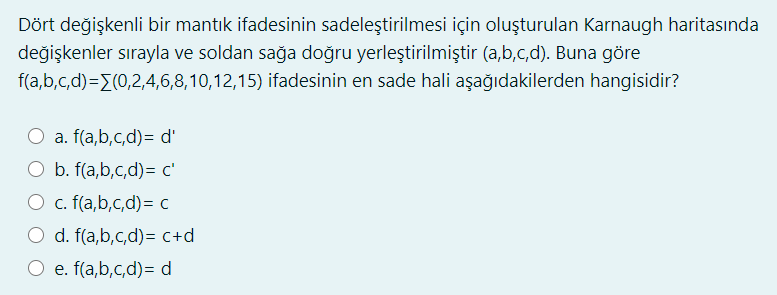 Dört değişkenli bir mantık ifadesinin sadeleştirilmesi için oluşturulan Karnaugh haritasında
değişkenler sırayla ve soldan sağa doğru yerleştirilmiştir (a,b,c,d). Buna göre
f(a,b,c,d)=∑(0,2,4,6,8,10,12,15) ifadesinin en sade hali aşağıdakilerden hangisidir?
a. f(a,b,c,d)= d'
b. f(a,b,c,d)= c'
c. f(a,b,c,d)= c
d. f(a,b,c,d)= c+d
e. f(a,b,c,d)= d